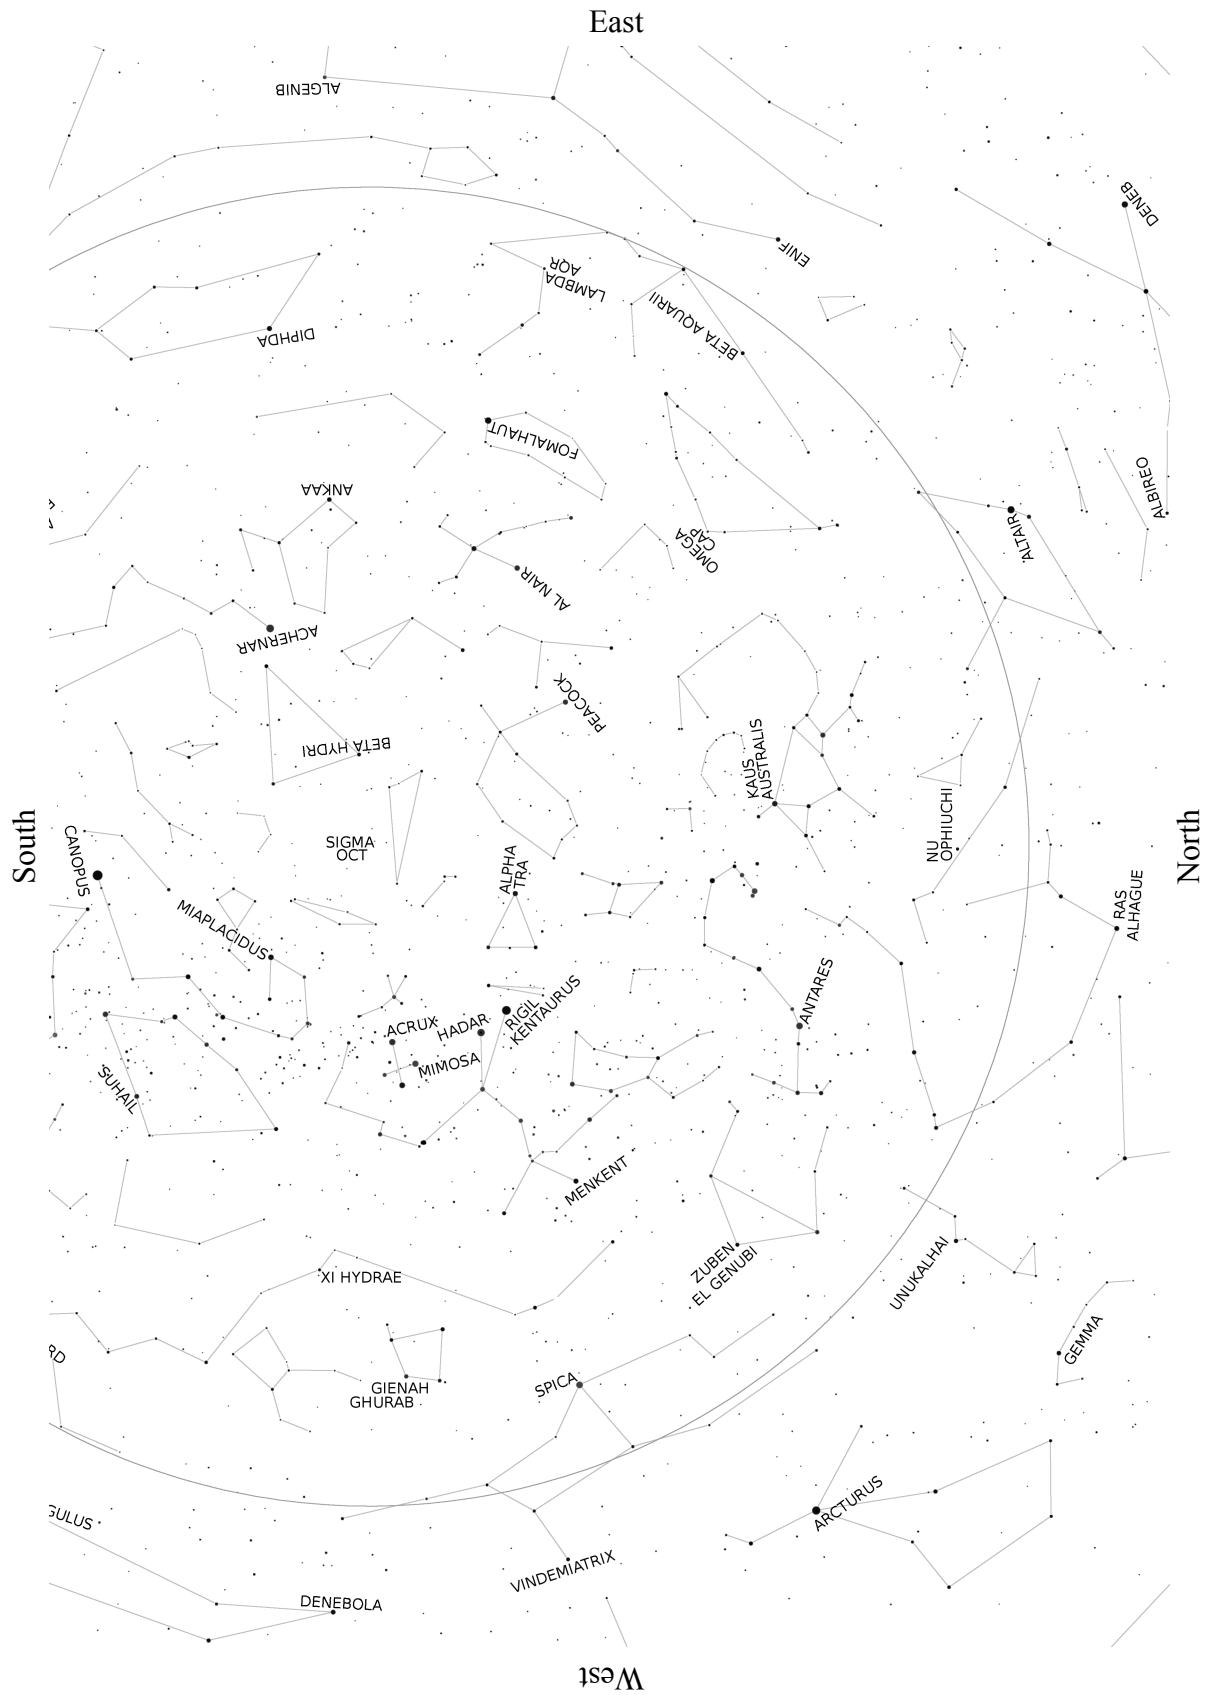 East
ALGENIB
DENEB
ENIF
LAMBDA
AQR
BETA AQUARII
DIPHDA
FOMALHAUT
ALBIREO
ANKAA
ALTAIR
OMEGA
CAP
AL NAIR
ACHERNAR
PEACOCK
BETA HYDRI
KAUS
AUSTRALIS
South
CANOPUS
SIGMA
OCT
ALPHA
TRA
NU
OPHIUCHI
North
RAS
ALHAGUE
MIAPLACIDUS
ANTARES
ACRUX
HADAR
RIGIL
KENTAURUS
MIMOSA
SUHAIL
MENKENT
ZUBEN
EL GENUBI
UNUKALHAI
XI HYDRAE
GEMMA
RD
GIENAH
GHURAB
SPICA
ARCTURUS
GULUS
VINDEMIATRIX
DENEBOLA
West